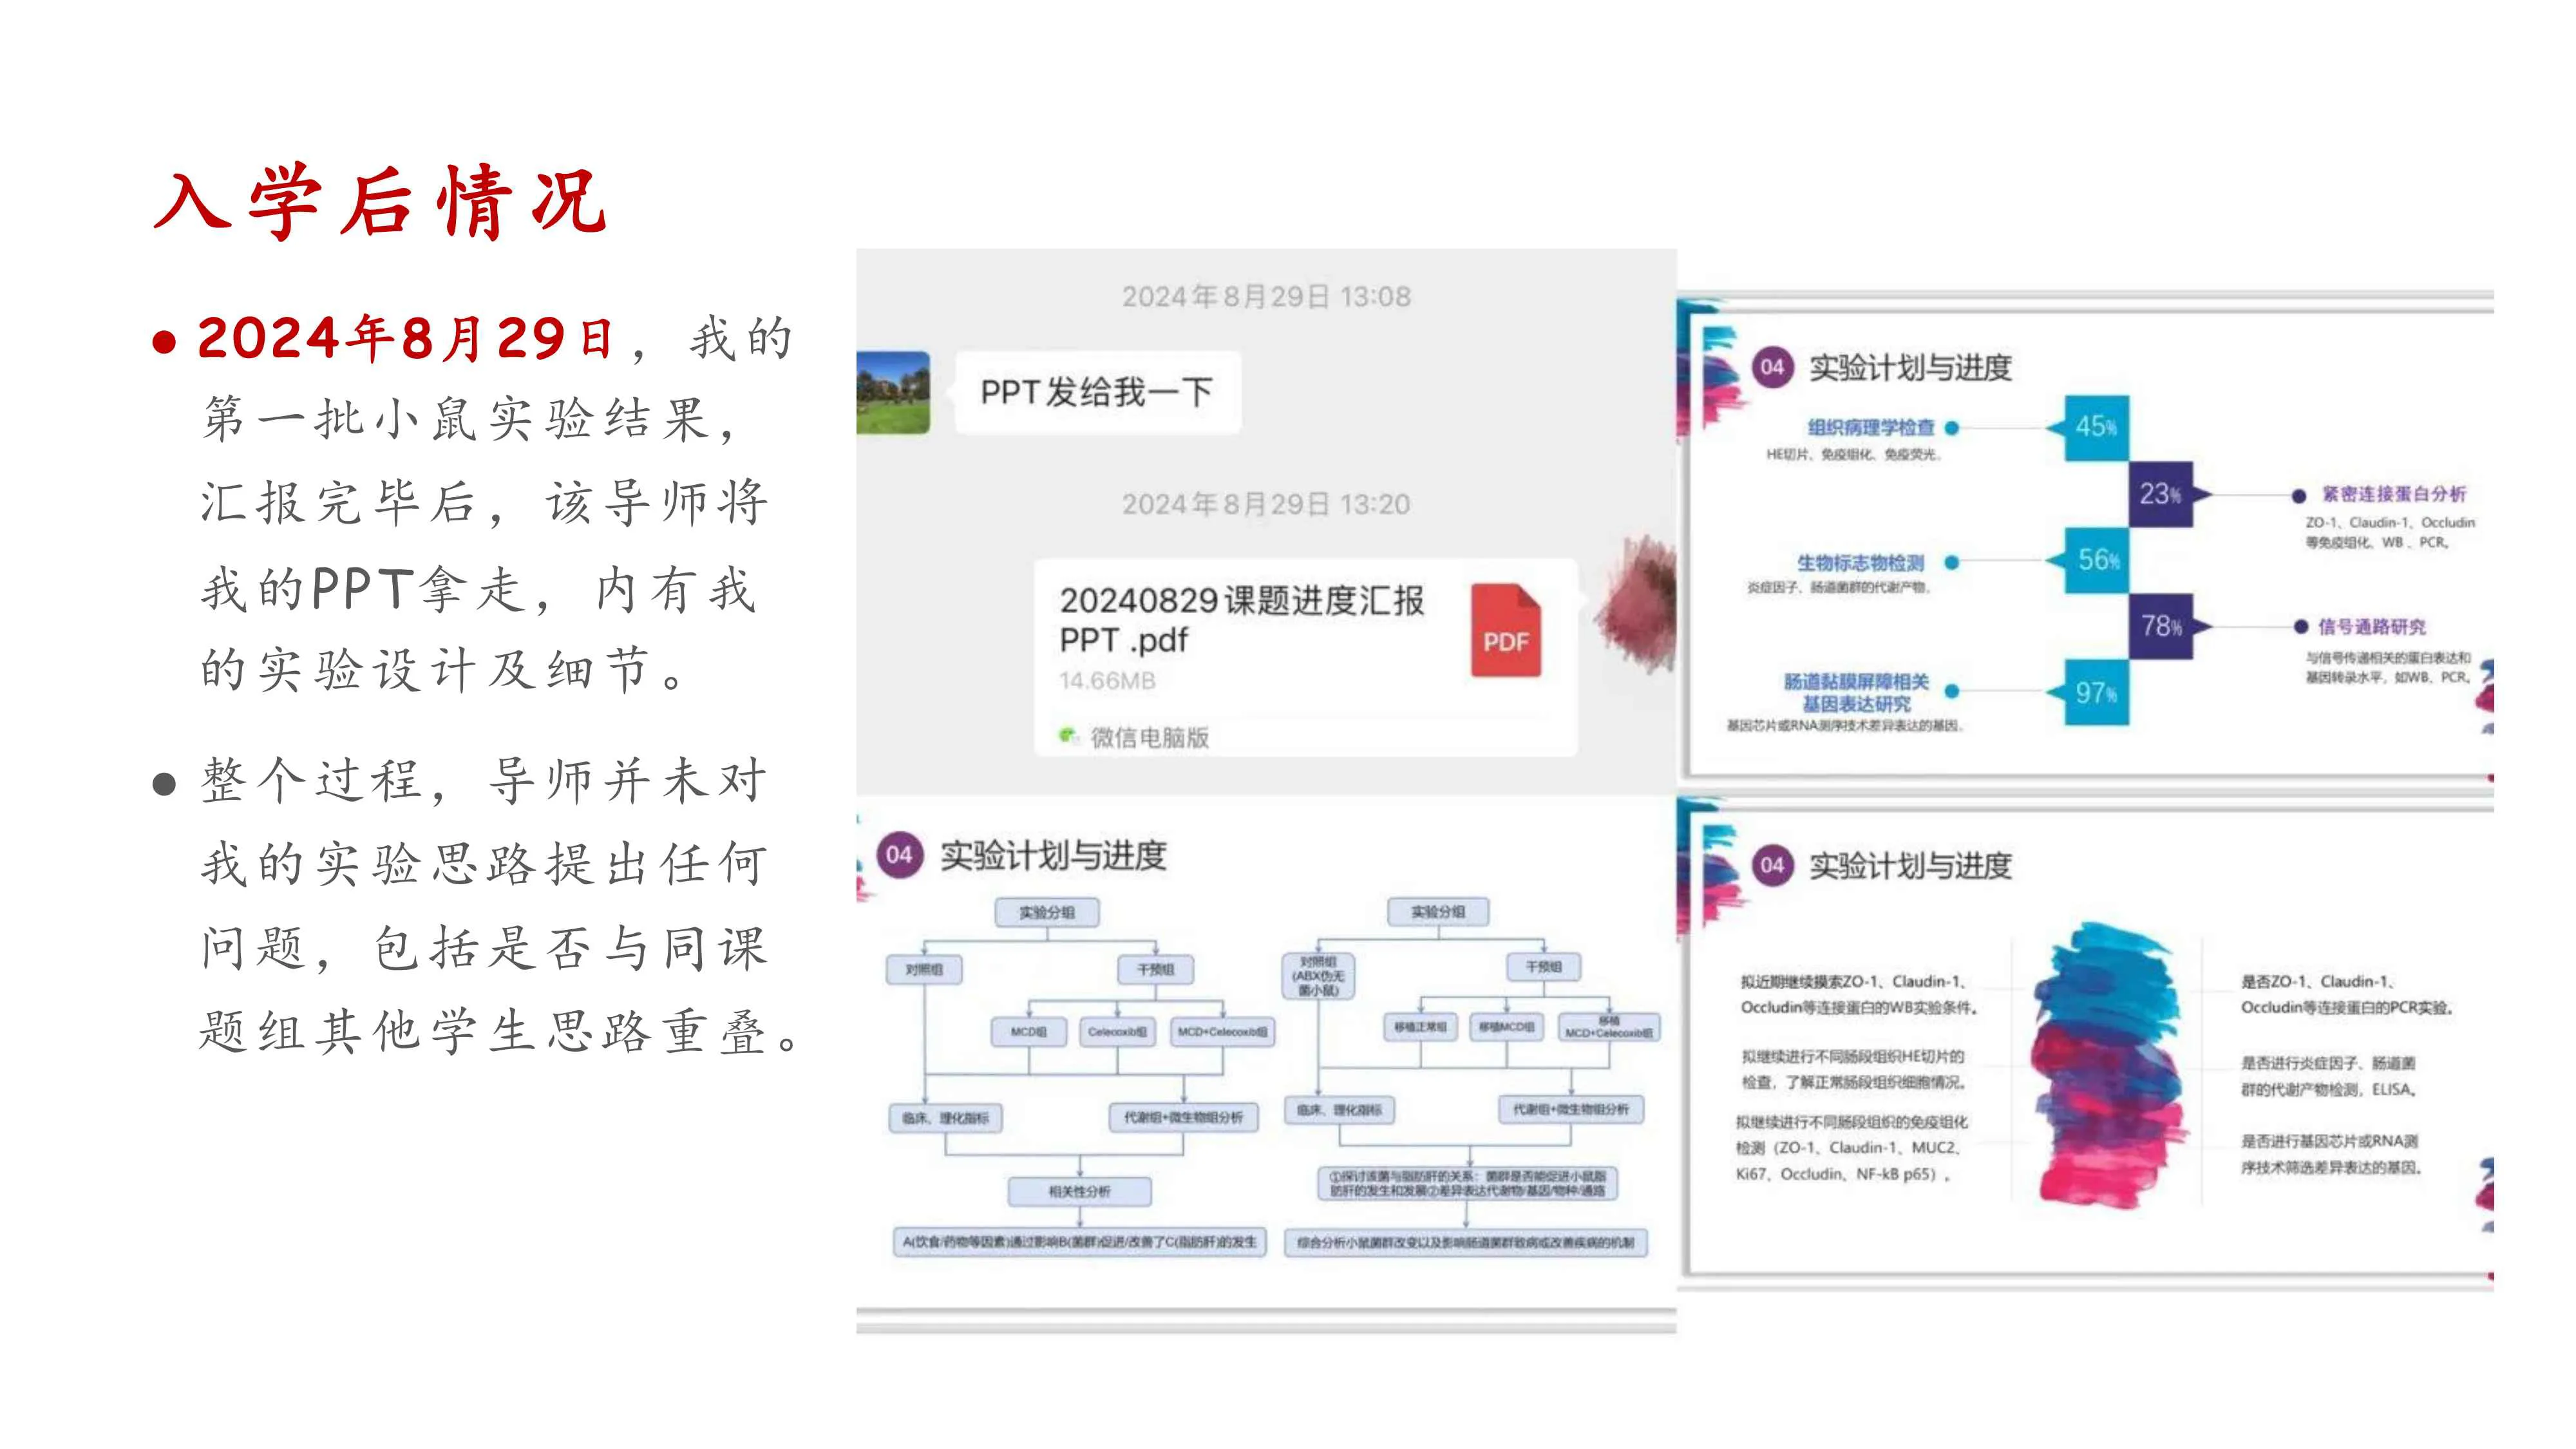 入学后情况
2024年8月29日，我的
第一批小鼠实验结果，
汇报完毕后，该导师将
我的PPT拿走，内有我
的实验设计及细节。
整个过程，导师并未对
我的实验思路提出任何
问题，包括是否与同课
题组其他学生思路重叠。
2024年8月29日 13:08
PPT发给我一下
2024年8月29日 13:20
20240829课题进度汇报
PPT .pdf
14.66MB
PDF
微信电脑版
04 实验计划与进度
组织病理学检查
HE切片、免疫组化、免疫荧光。
45%
23%
紧密连接蛋白分析
ZO-1、Claudin-1、Occludin
等免疫组化、WB 、PCR。
生物标志物检测
炎症因子、肠道菌群的代谢产物。
56%
78%
信号通路研究
与信号传递相关的蛋白表达和
基因转录水平，如WB、PCR。
肠道黏膜屏障相关
基因表达研究
基因芯片或RNA测序技术差异表达的基因。
97%
04 实验计划与进度
实验分组
对照组
干预组
MCD组
Celecoxib组
MCD+Celecoxib组
临床、理化指标
代谢组+微生物组分析
相关性分析
A(饮食/药物等因素)通过影响B(菌群)促进/改善了C(脂肪肝)的发生
实验分组
对照组
(ABX伪无
菌小鼠)
干预组
移植正常组
移植MCD组
移植
MCD+Celecoxib组
临床、理化指标
代谢组+微生物组分析
①探讨该菌与脂肪肝的关系：菌群是否能促进小鼠脂
肪肝的发生和发展②差异表达代谢物/基因/物种/通路
综合分析小鼠菌群改变以及影响肠道菌群致病或改善疾病的机制
04 实验计划与进度
拟近期继续摸索ZO-1、Claudin-1、
Occludin等连接蛋白的WB实验条件。
拟继续进行不同肠段组织HE切片的
检查，了解正常肠段组织细胞情况。
拟继续进行不同肠段组织的免疫组化
检测（ZO-1、Claudin-1、MUC2、
Ki67、Occludin、NF-kB p65）。
是否ZO-1、Claudin-1、
Occludin等连接蛋白的PCR实验。
是否进行炎症因子、肠道菌
群的代谢产物检测，ELISA。
是否进行基因芯片或RNA测
序技术筛选差异表达的基因。